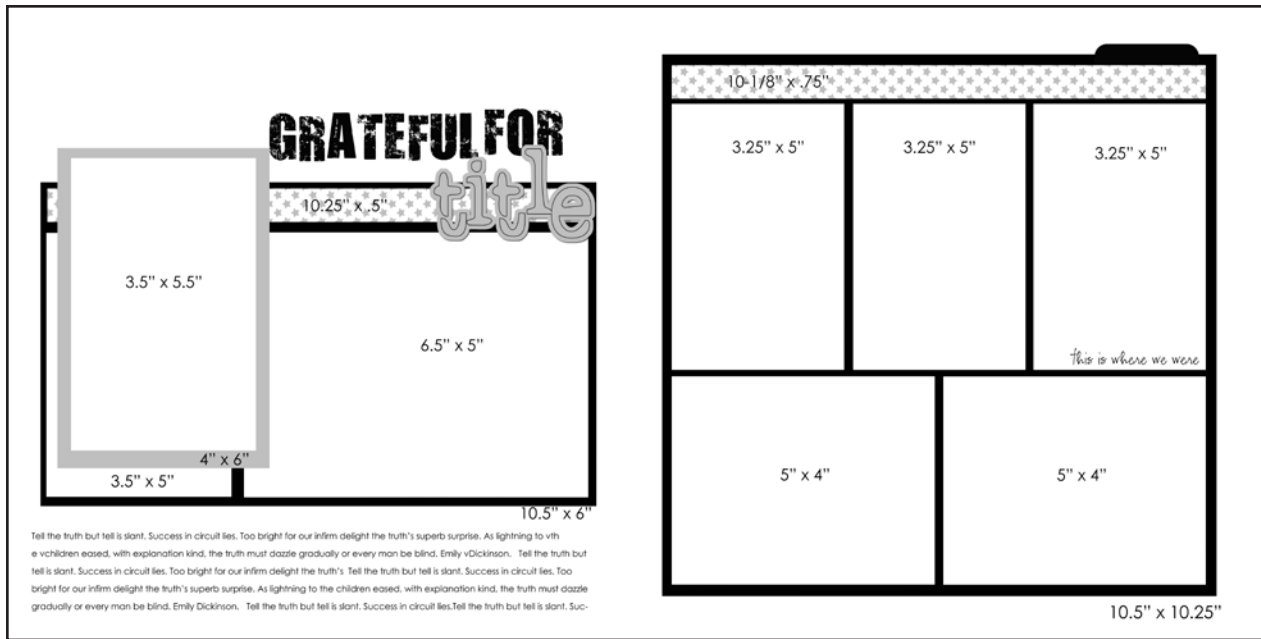 GRATEFUL FOR
title
10.25" x .5"
3.5" x 5.5"
6.5" x 5"
4" x 6"
3.5" x 5"
10.5" x 6"
Tell the truth but tell is slant. Success in circuit lies. Too bright for our infirm delight the truth's superb surprise. As lightning to vth
e vchildren eased, with explanation kind, the truth must dazzle gradually or every man be blind. Emily vDickinson. Tell the truth but
tell is slant. Success in circuit lies. Too bright for our infirm delight the truth's Tell the truth but tell is slant. Success in circuit lies. Too
bright for our infirm delight the truth's superb surprise. As lightning to the children eased, with explanation kind, the truth must dazzle
gradually or every man be blind. Emily Dickinson. Tell the truth but tell is slant. Success in circuit lies.Tell the truth but tell is slant. Suc-
10-1/8" x .75"
3.25" x 5"
3.25" x 5"
3.25" x 5"
this is where we were
5" x 4"
5" x 4"
10.5" x 10.25"